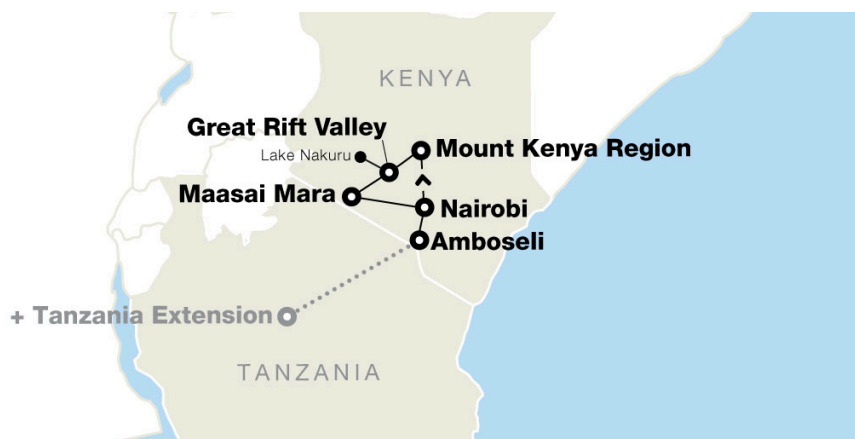 KENYA
Great Rift Valley
Lake Nakuru
Mount Kenya Region
Maasai Mara
Nairobi
Amboseli
+ Tanzania Extension
TANZANIA